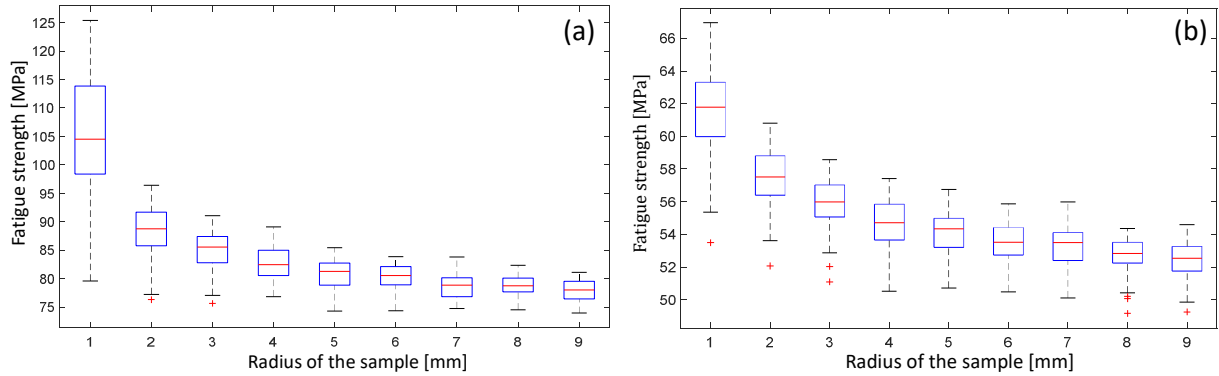 (a)
Fatigue strength [MPa]
125
120
115
110
105
100
95
90
85
80
75
1 2 3 4 5 6 7 8 9
Radius of the sample [mm]
(b)
Fatigue strength [MPa]
66
64
62
60
58
56
54
52
50
1 2 3 4 5 6 7 8 9
Radius of the sample [mm]